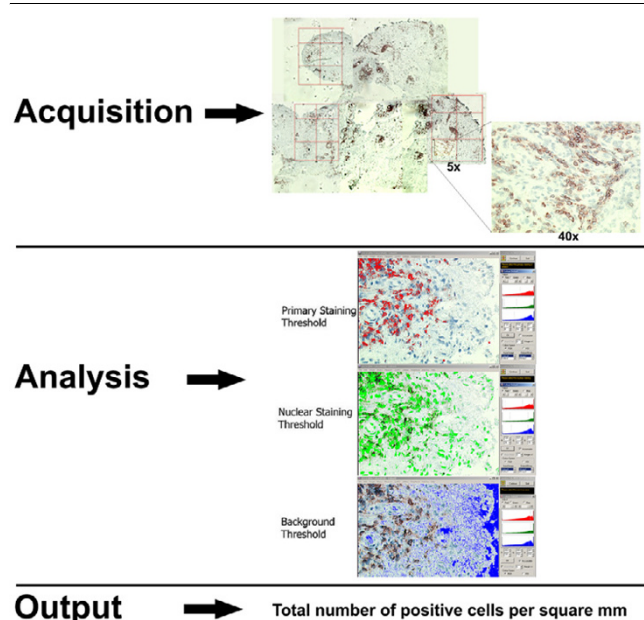 Acquisition
5x
40x
Analysis
Primary Staining
Threshold
Nuclear Staining
Threshold
Background
Threshold
Output
Total number of positive cells per square mm